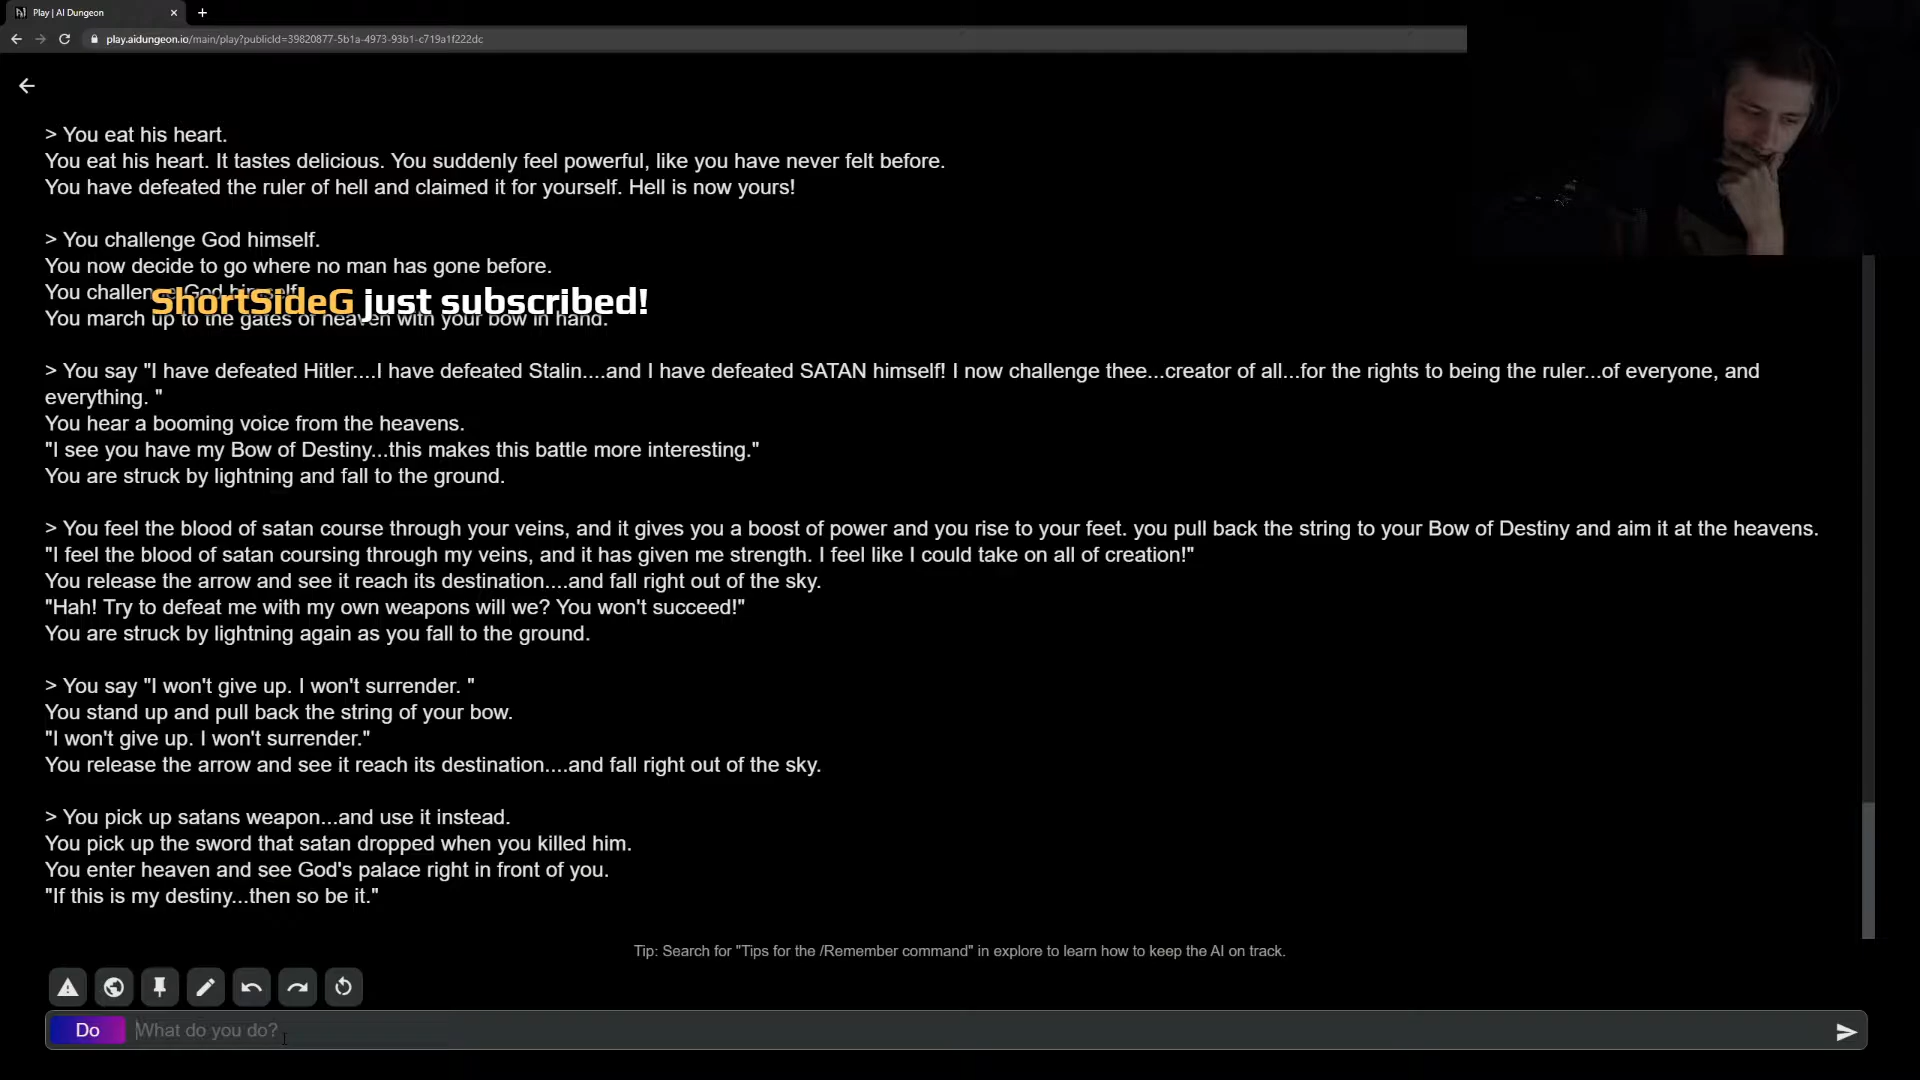 Play | AI Dungeon
play.aidungeon.io/main/play?publicId=39820877-5b1a-4973-93b1-c719a1f222dc
> You eat his heart.
You eat his heart. It tastes delicious. You suddenly feel powerful, like you have never felt before.
You have defeated the ruler of hell and claimed it for yourself. Hell is now yours!
> You challenge God himself.
You now decide to go where no man has gone before.
You challenge God himself.
ShortSideG just subscribed!
You march up to the gates of heaven with your bow in hand.
> You say "I have defeated Hitler....I have defeated Stalin....and I have defeated SATAN himself! I now challenge thee...creator of all...for the rights to being the ruler...of everyone, and
everything. "
You hear a booming voice from the heavens.
"I see you have my Bow of Destiny...this makes this battle more interesting."
You are struck by lightning and fall to the ground.
> You feel the blood of satan course through your veins, and it gives you a boost of power and you rise to your feet. you pull back the string to your Bow of Destiny and aim it at the heavens.
"I feel the blood of satan coursing through my veins, and it has given me strength. I feel like I could take on all of creation!"
You release the arrow and see it reach its destination....and fall right out of the sky.
"Hah! Try to defeat me with my own weapons will we? You won't succeed!"
You are struck by lightning again as you fall to the ground.
> You say "I won't give up. I won't surrender. "
You stand up and pull back the string of your bow.
"I won't give up. I won't surrender."
You release the arrow and see it reach its destination....and fall right out of the sky.
> You pick up satans weapon...and use it instead.
You pick up the sword that satan dropped when you killed him.
You enter heaven and see God's palace right in front of you.
"If this is my destiny...then so be it."
Tip: Search for "Tips for the /Remember command" in explore to learn how to keep the AI on track.
Do What do you do?